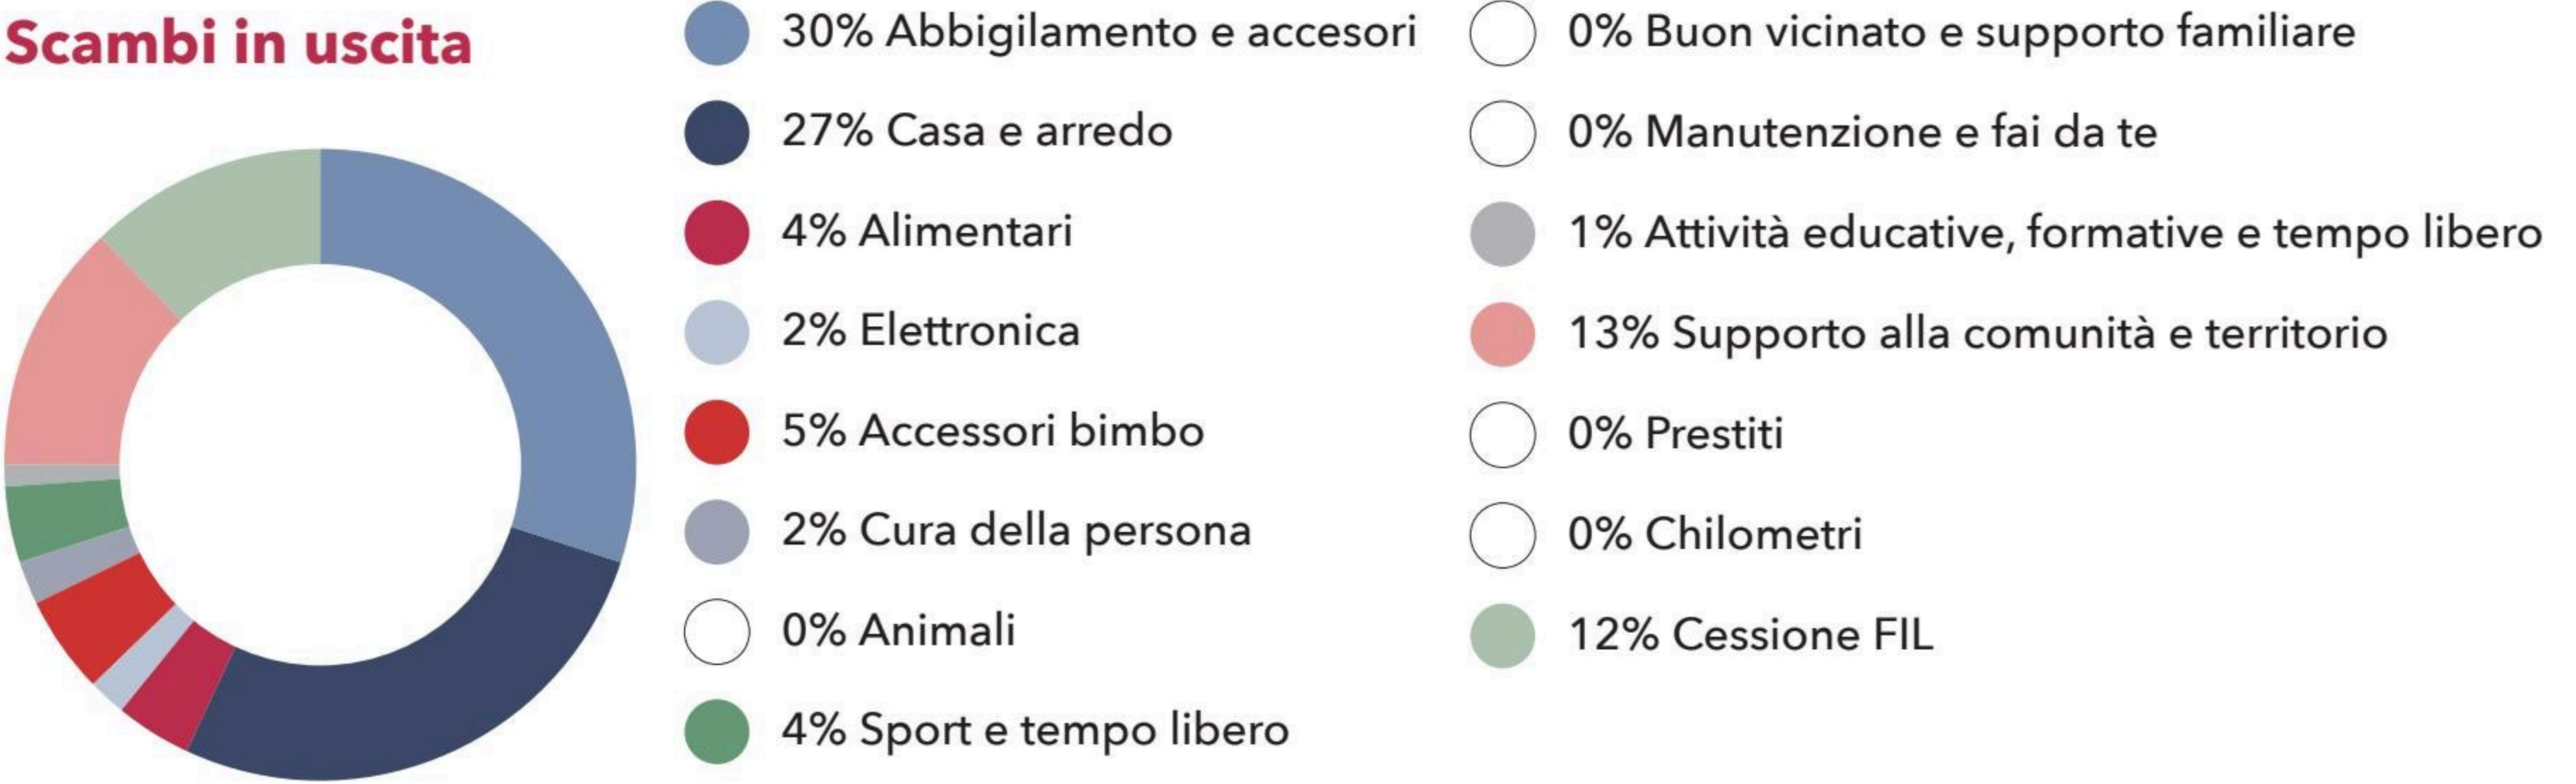 Scambi in uscita
30% Abbigilamento e accesori
27% Casa e arredo
4% Alimentari
2% Elettronica
5% Accessori bimbo
2% Cura della persona
0% Animali
4% Sport e tempo libero
0% Buon vicinato e supporto familiare
0% Manutenzione e fai da te
1% Attività educative, formative e tempo libero
13% Supporto alla comunità e territorio
0% Prestiti
0% Chilometri
12% Cessione FIL